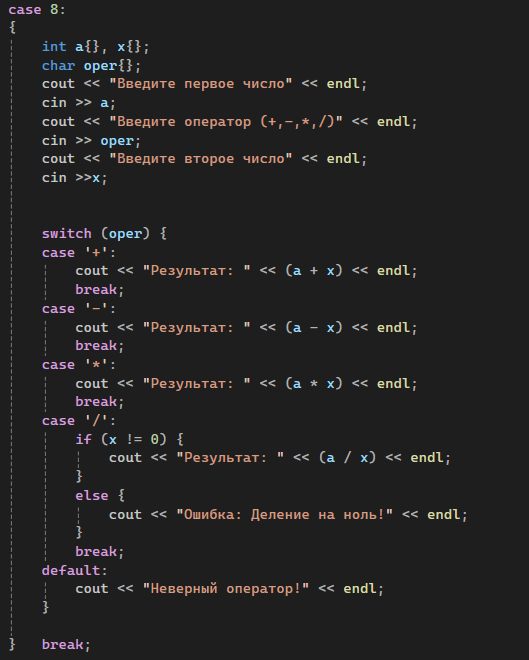 case 8:
{
int a{}, x{};
char oper{};
cout << "Введите первое число" << endl;
cin >> a;
cout << "Введите оператор (+,-,*,/)" << endl;
cin >> oper;
cout << "Введите второе число" << endl;
cin >>x;
switch (oper) {
case '+':
cout << "Результат: " << (a + x) << endl;
break;
case '-':
cout << "Результат: " << (a - x) << endl;
break;
case '*':
cout << "Результат: " << (a * x) << endl;
break;
case '/':
if (x != 0) {
cout << "Результат: " << (a / x) << endl;
}
else {
cout << "Ошибка: Деление на ноль!" << endl;
}
break;
default:
cout << "Неверный оператор!" << endl;
}
} break;